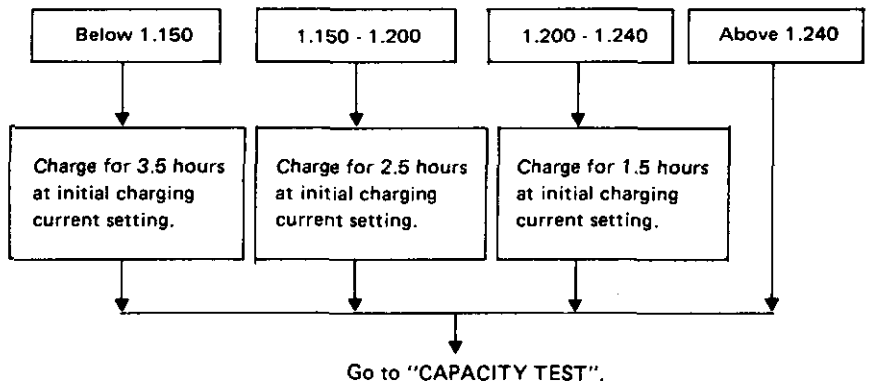 Below 1.150
1.150 - 1.200
1.200 - 1.240
Above 1.240
Charge for 3.5 hours
at initial charging
current setting.
Charge for 2.5 hours
at initial charging
current setting.
Charge for 1.5 hours
at initial charging
current setting.
Go to "CAPACITY TEST".